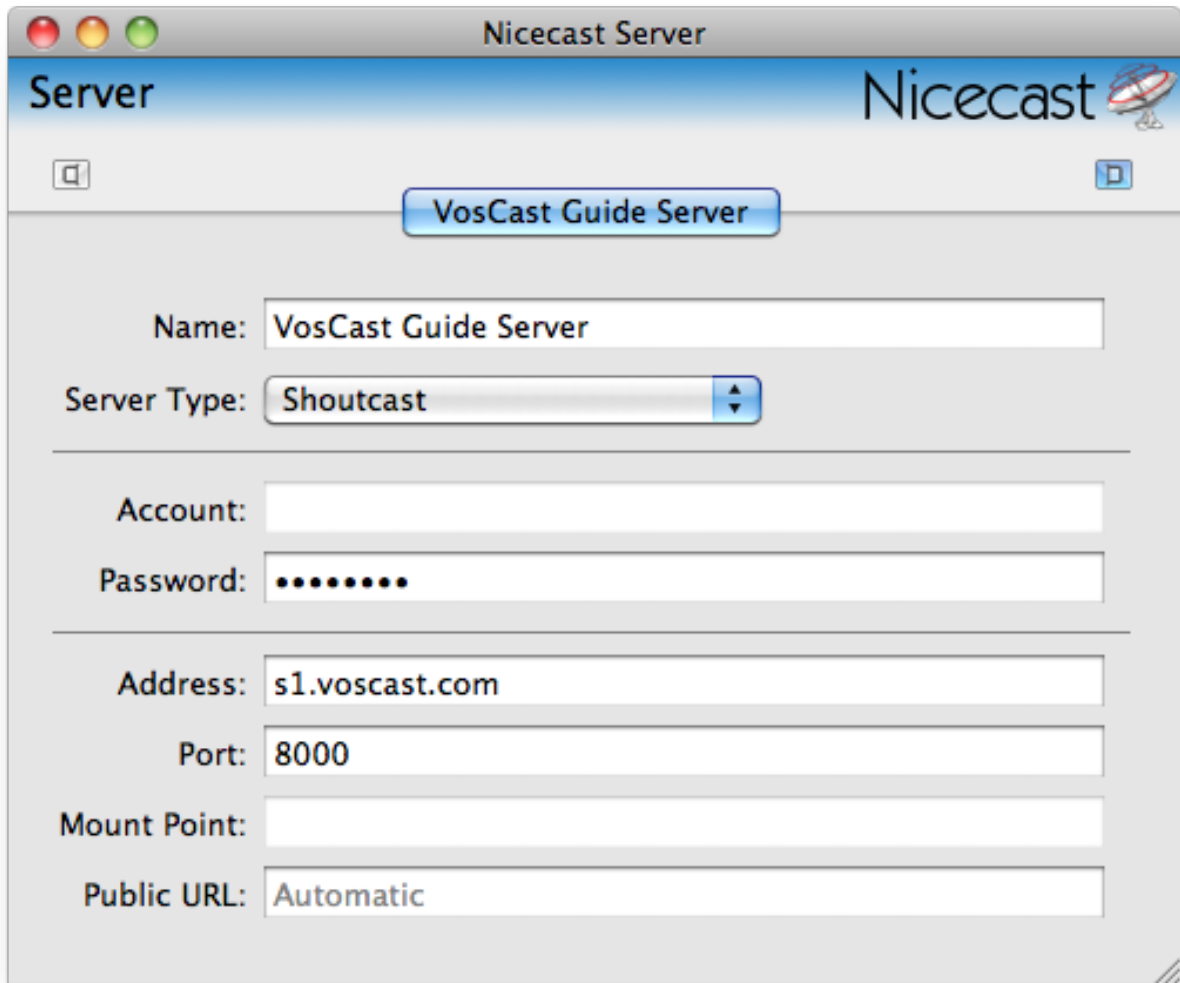 Nicecast Server
Server
Nicecast
VosCast Guide Server
Name: VosCast Guide Server
Server Type: Shoutcast
Account:
Password: ••••••••
Address: s1.voscast.com
Port: 8000
Mount Point:
Public URL: Automatic